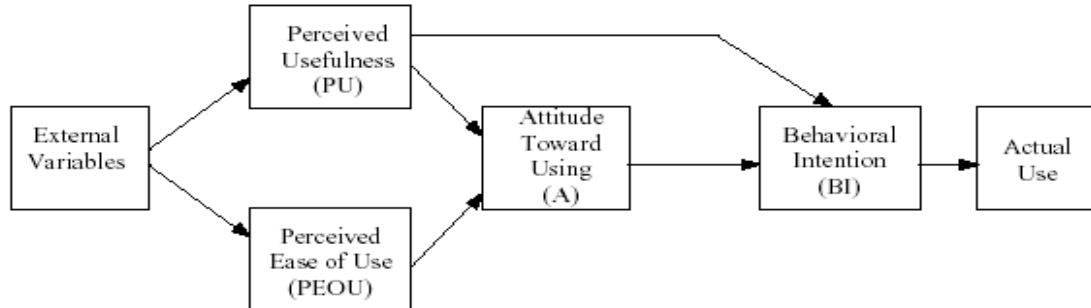 External
Variables
Perceived
Usefulness
(PU)
Perceived
Ease of Use
(PEOU)
Attitude
Toward
Using
(A)
Behavioral
Intention
(BI)
Actual
Use